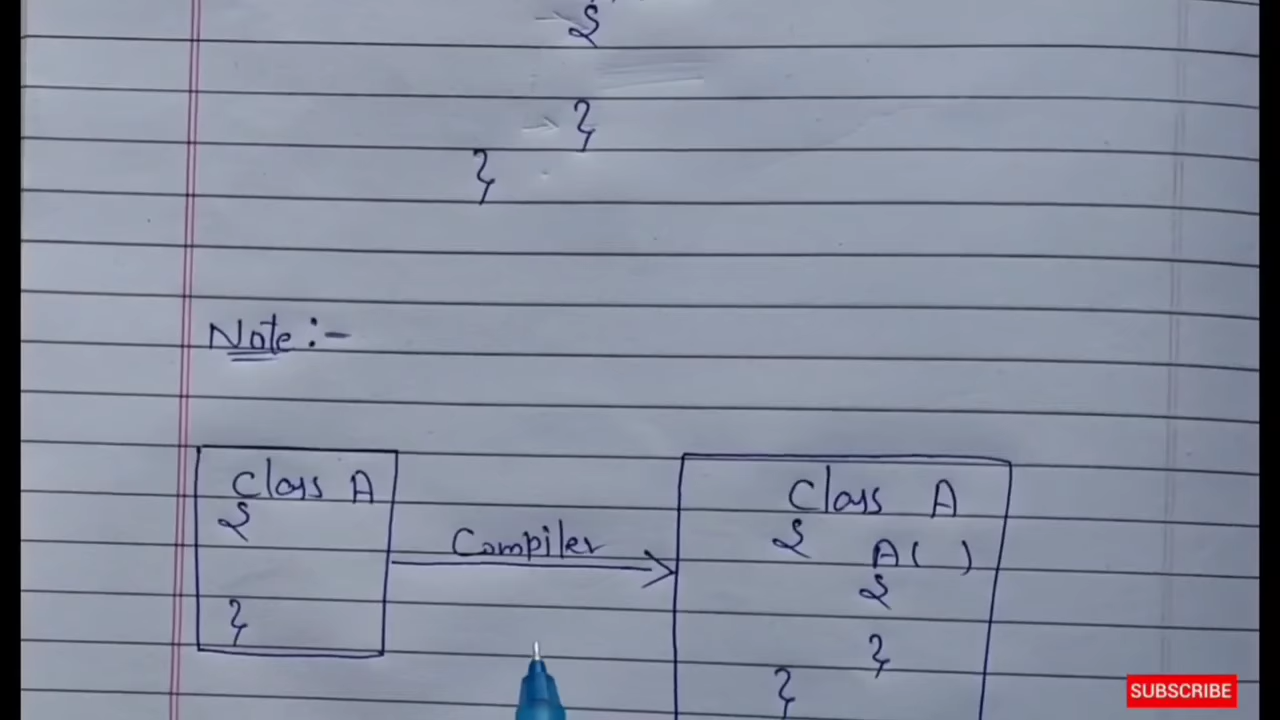 {
}
}
Note :-
Class A
{
}
Compiler
Class A
{
A( )
{
}
}
SUBSCRIBE